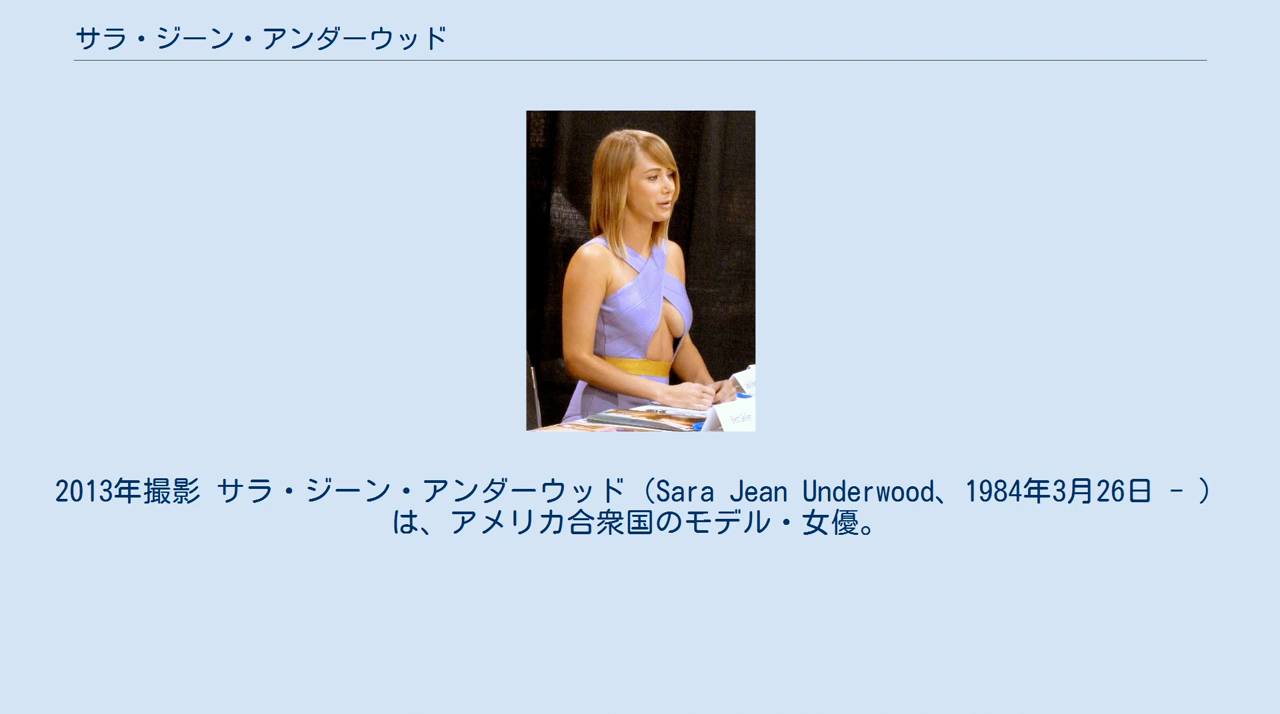 サラ・ジーン・アンダーウッド
2013年撮影 サラ・ジーン・アンダーウッド（Sara Jean Underwood、1984年3月26日 - ）
は、アメリカ合衆国のモデル・女優。